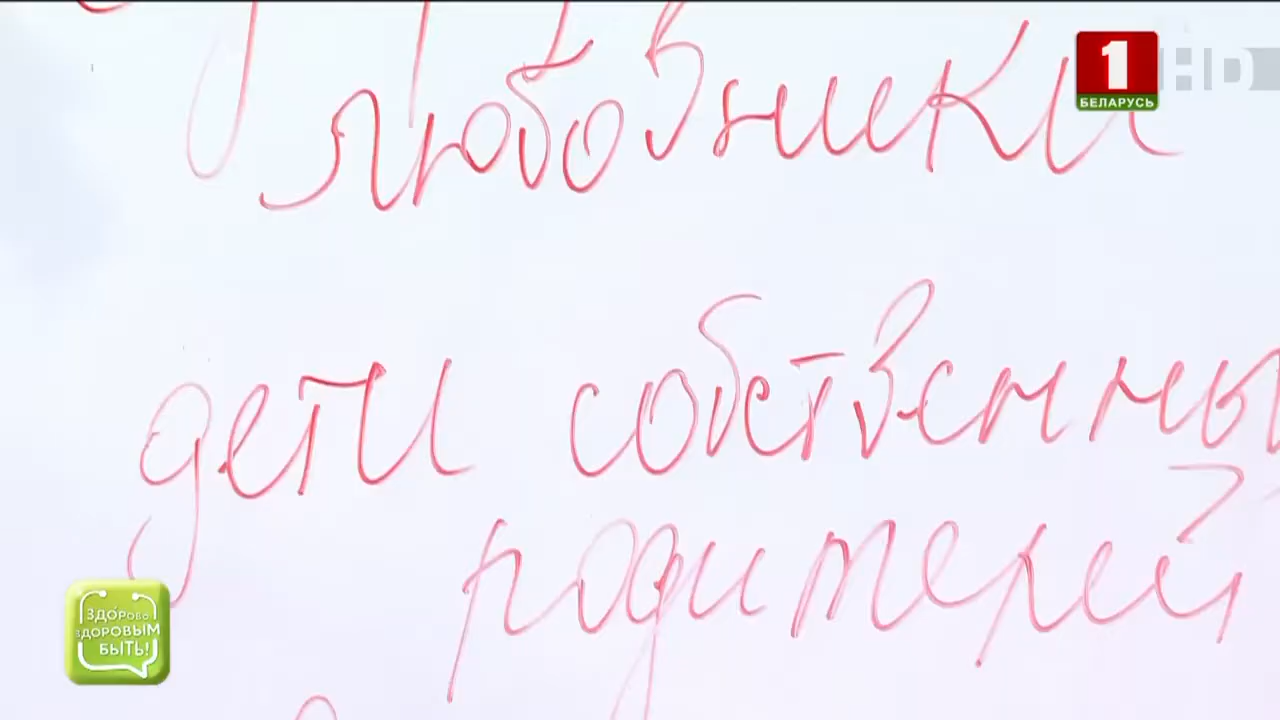 1 HD
БЕЛАРУСЬ
любовники
дети собственны
родителей
ЗДОРОВО
ЗДОРОВЫМ
БЫТЬ!